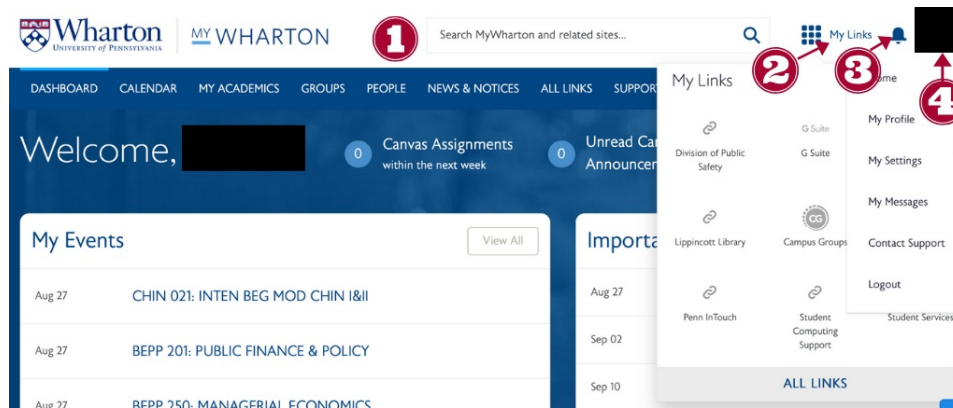 Wharton
UNIVERSITY of PENNSYLVANIA
MY WHARTON
1
Search MyWharton and related sites...
My Links
2
3
4
DASHBOARD CALENDAR MY ACADEMICS GROUPS PEOPLE NEWS & NOTICES ALL LINKS SUPPOR
Welcome,
0 Canvas Assignments
within the next week
0 Unread Ca
Announcer
My Events
View All
Aug 27 CHIN 021: INTEN BEG MOD CHIN I&II
Aug 27 BEPP 201: PUBLIC FINANCE & POLICY
Aug 27 BEPP 250: MANAGERIAL ECONOMICS
Importa
Aug 27
Sep 02
Sep 10
My Links
Division of Public
Safety
G Suite
G Suite
Lippincott Library
CG
Campus Groups
Penn InTouch
Student
Computing
Support
Student Services
ALL LINKS
ome
My Profile
My Settings
My Messages
Contact Support
Logout